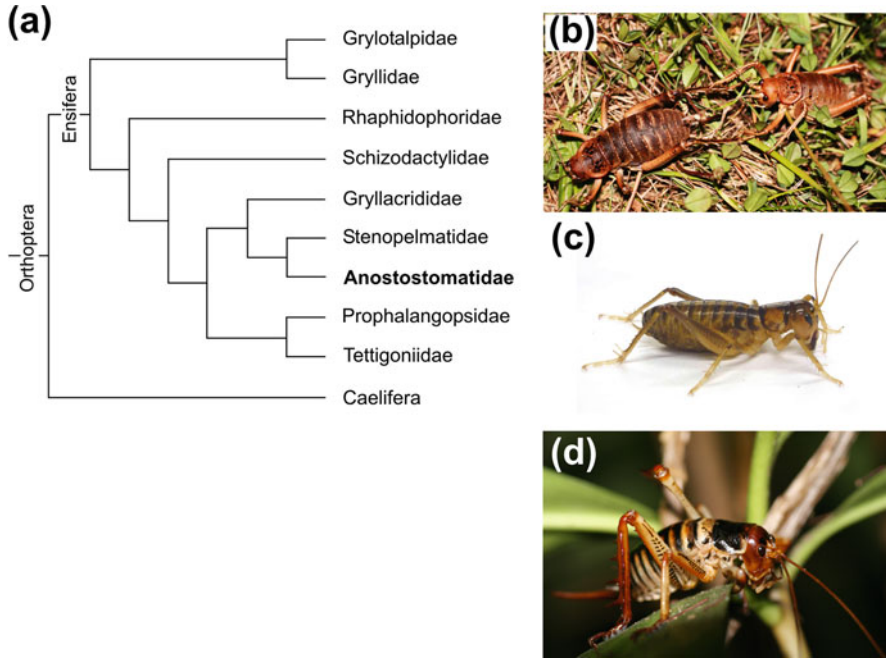 (a)
Grylotalpidae
Gryllidae
Ensifera
Rhaphidophoridae
Schizodactylidae
Gryllacrididae
Stenopelmatidae
Orthoptera
Anostostomatidae
Prophalangopsidae
Tettigoniidae
Caelifera
(b)
(c)
(d)